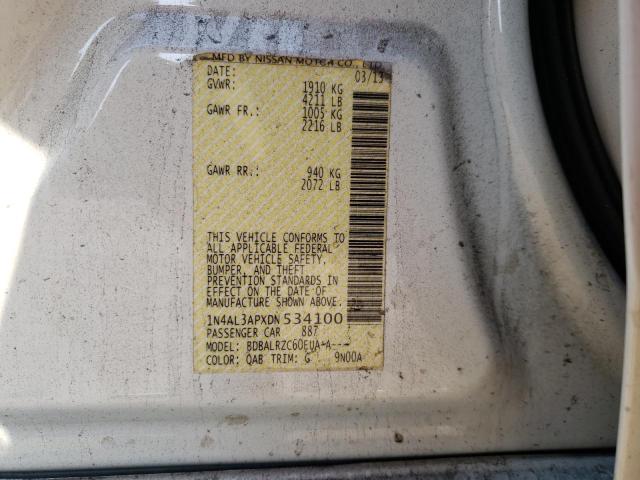 MFD BY NISSAN MOTOR CO., LTD.
DATE: 03/13
GVWR: 1910 KG
4211 LB
GAWR FR.: 1005 KG
2216 LB
GAWR RR.: 940 KG
2072 LB
THIS VEHICLE CONFORMS TO
ALL APPLICABLE FEDERAL
MOTOR VEHICLE SAFETY,
BUMPER, AND THEFT
PREVENTION STANDARDS IN
EFFECT ON THE DATE OF
MANUFACTURE SHOWN ABOVE.
1N4AL3APXDN534100
PASSENGER CAR 887
MODEL: BDBALRZC60EUA-A---
COLOR: QAB TRIM: G 9N00A